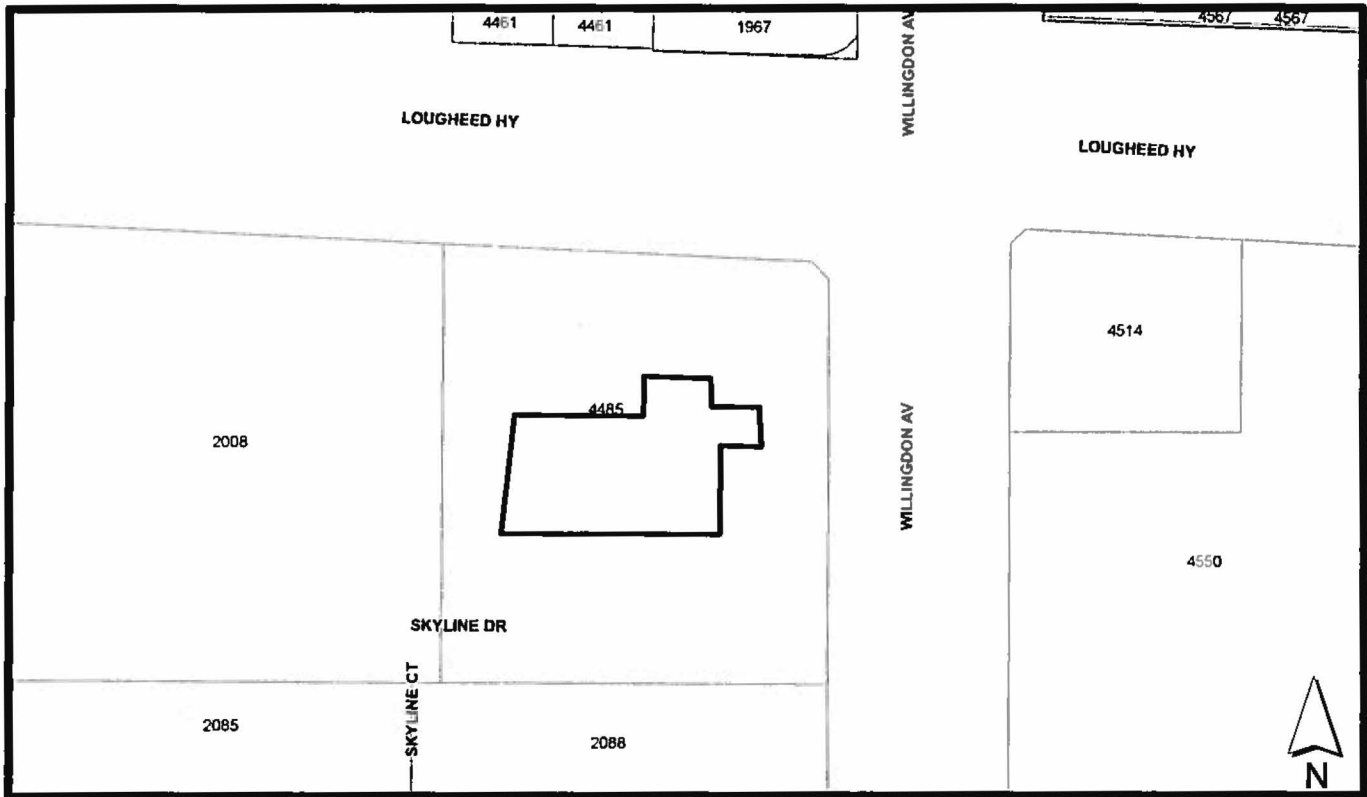 4461 4461 1967
WILLINGDON AV
4567 4567
LOUGHEED HY
LOUGHEED HY
4514
4485
2008
WILLINGDON AV
4550
SKYLINE DR
SKYLINE CT
2085
2088
N